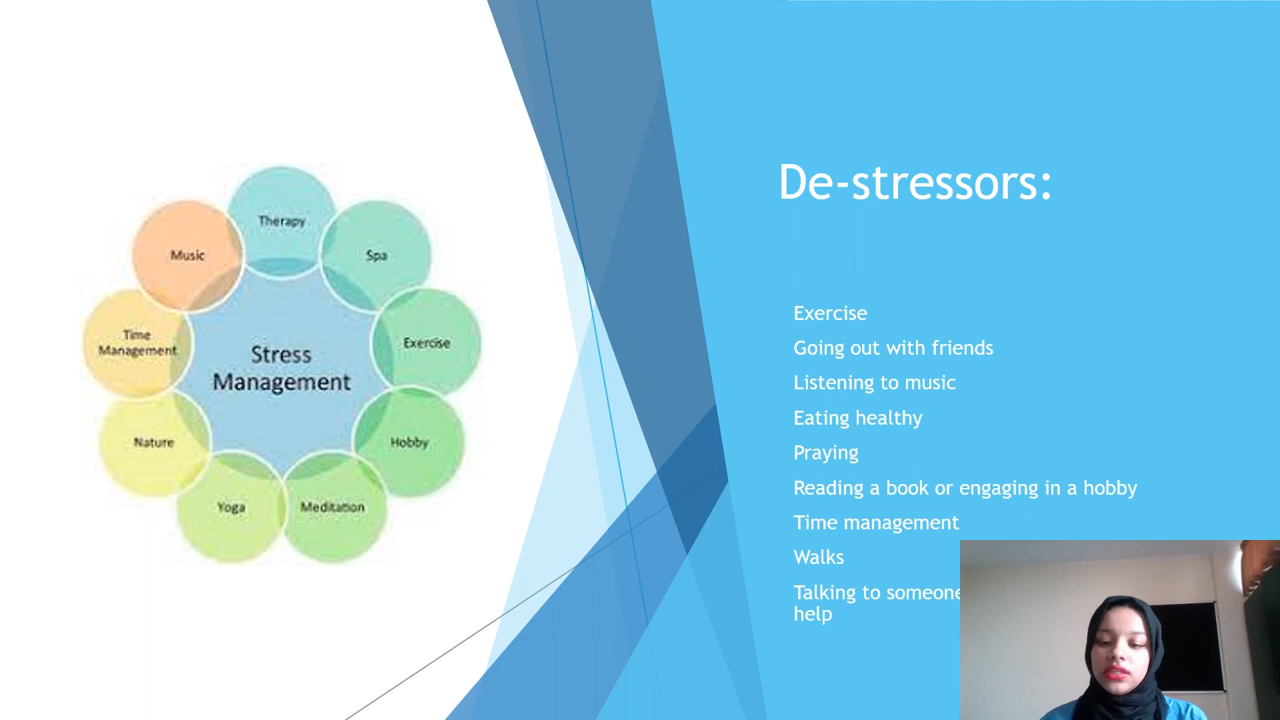 De-stressors:
Therapy
Music
Spa
Time
Management
Exercise
Stress
Management
Nature
Hobby
Yoga
Meditation
Exercise
Going out with friends
Listening to music
Eating healthy
Praying
Reading a book or engaging in a hobby
Time management
Walks
Talking to someone
help